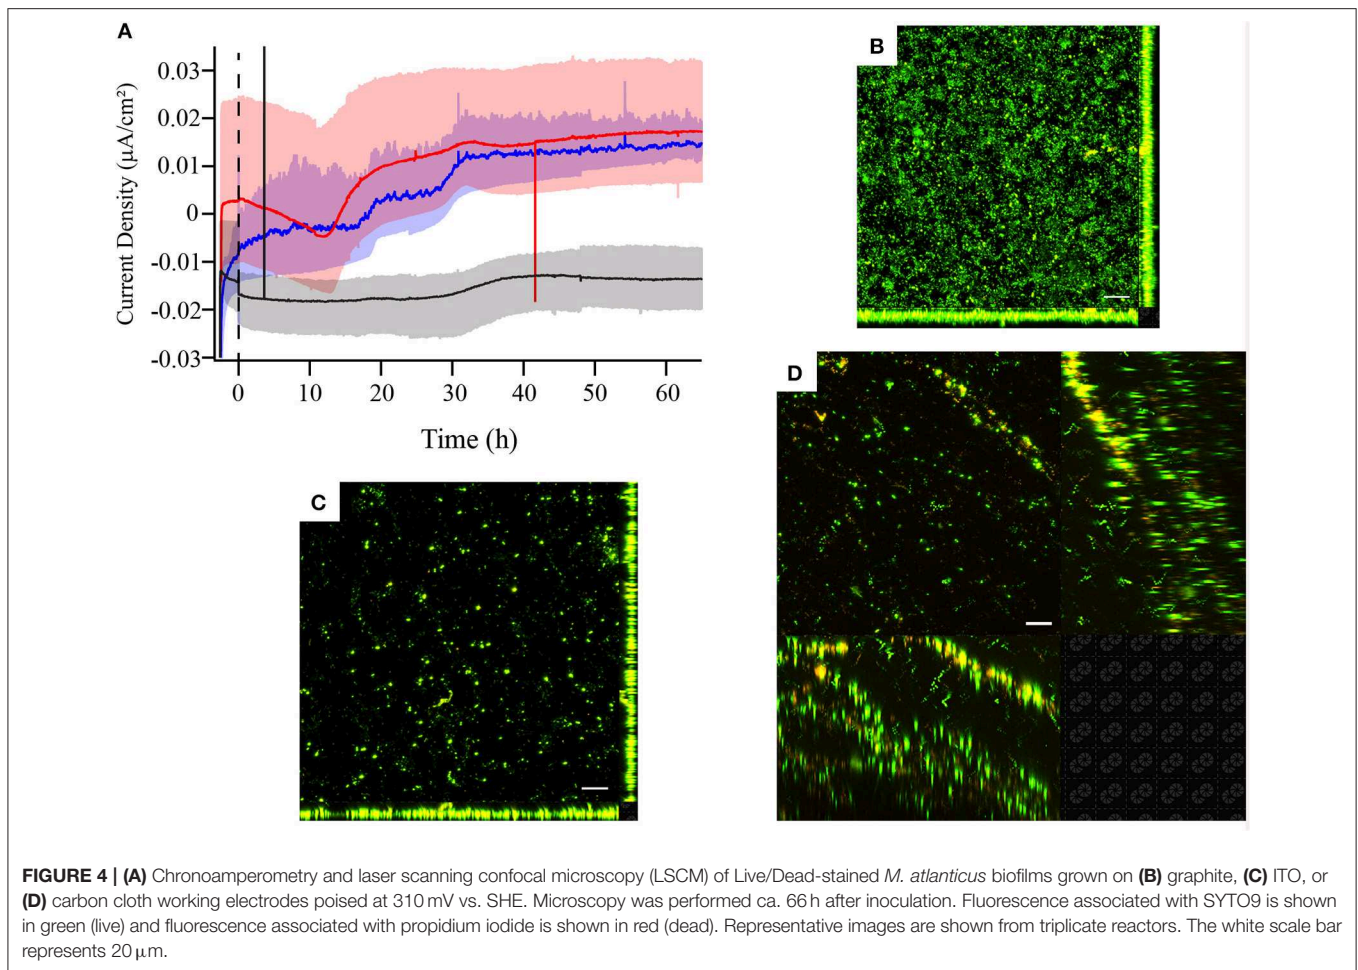 A
B
0.03
0.02
0.01
0
-0.01
-0.02
-0.03
Current Density (µA/cm²)
0 10 20 30 40 50 60
Time (h)
D
C
FIGURE 4 | (A) Chronoamperometry and laser scanning confocal microscopy (LSCM) of Live/Dead-stained M. atlanticus biofilms grown on (B) graphite, (C) ITO, or
(D) carbon cloth working electrodes poised at 310 mV vs. SHE. Microscopy was performed ca. 66 h after inoculation. Fluorescence associated with SYTO9 is shown
in green (live) and fluorescence associated with propidium iodide is shown in red (dead). Representative images are shown from triplicate reactors. The white scale bar
represents 20 µm.